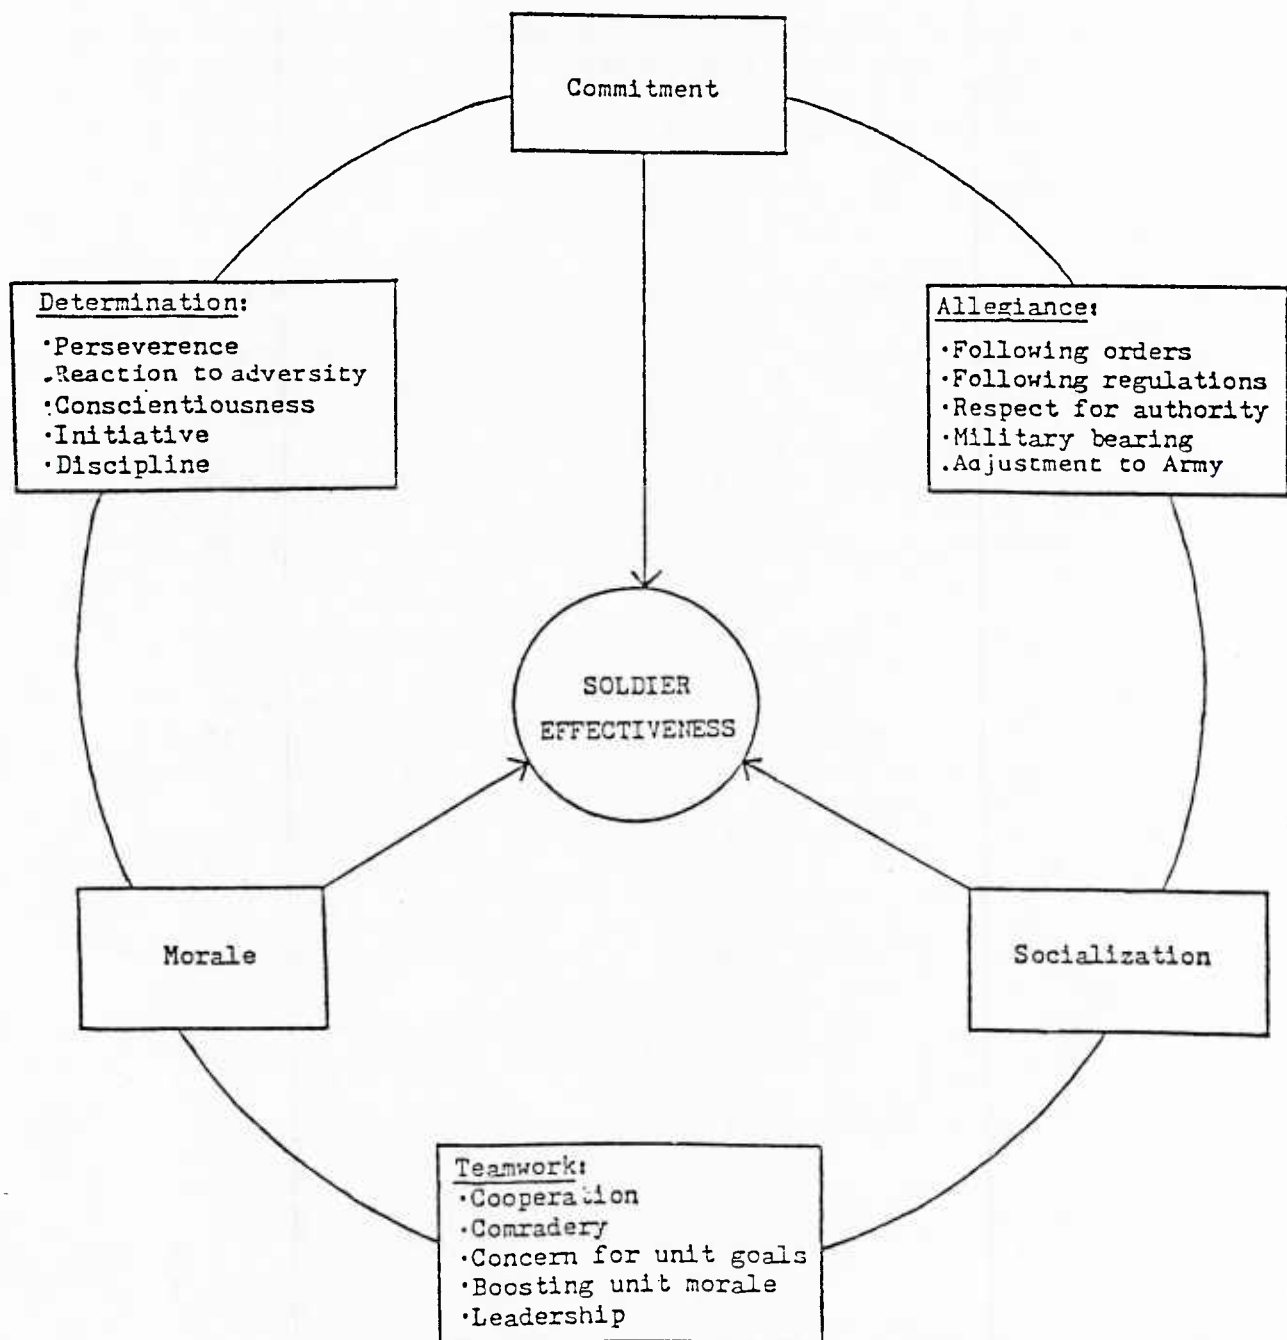 Commitment
Determination:
·Perseverence
.Reaction to adversity
·Conscientiousness
·Initiative
·Discipline
Allegiance:
·Following orders
·Following regulations
·Respect for authority
·Military bearing
.Adjustment to Army
SOLDIER
EFFECTIVENESS
Morale
Socialization
Teamwork:
·Cooperation
·Comradery
·Concern for unit goals
·Boosting unit morale
·Leadership